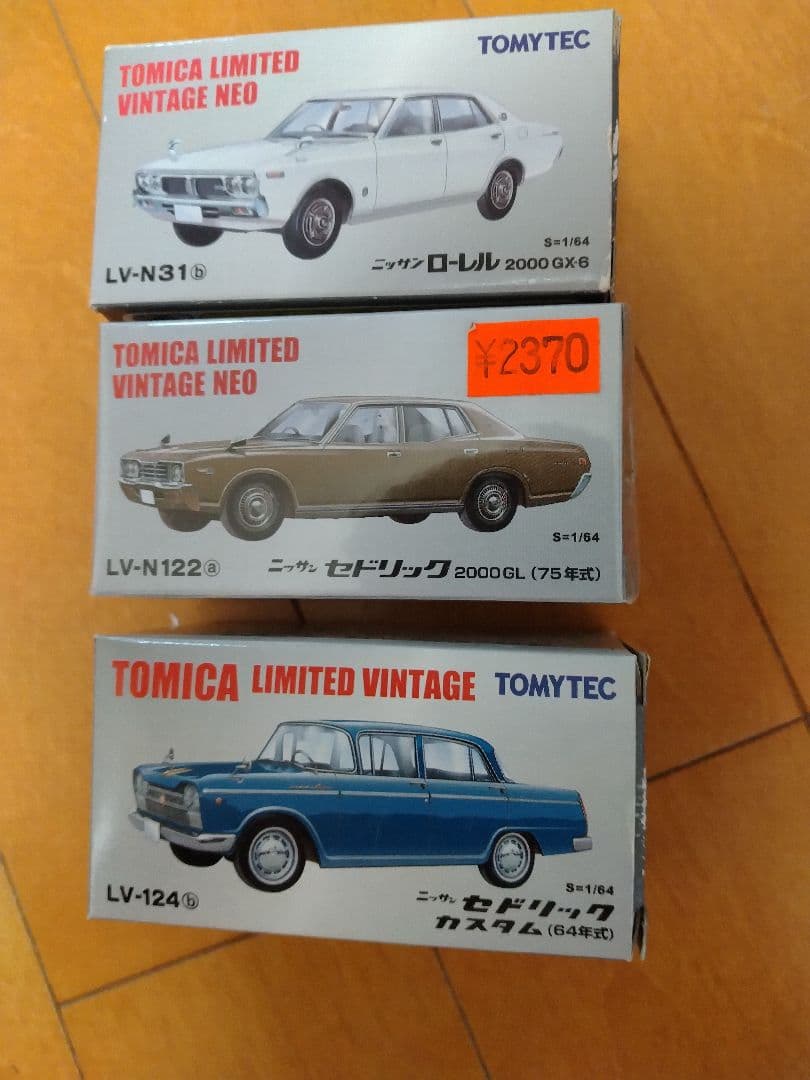 TOMICA LIMITED
VINTAGE NEO
TOMYTEC
S=1/64
LV-N31ⓑ
ニッサン ローレル 2000 GX-6
TOMICA LIMITED
VINTAGE NEO
¥2370
S=1/64
LV-N122ⓐ
ニッサン セドリック 2000GL (75年式)
TOMICA LIMITED VINTAGE TOMYTEC
S=1/64
LV-124ⓑ
ニッサン セドリック
カスタム (64年式)